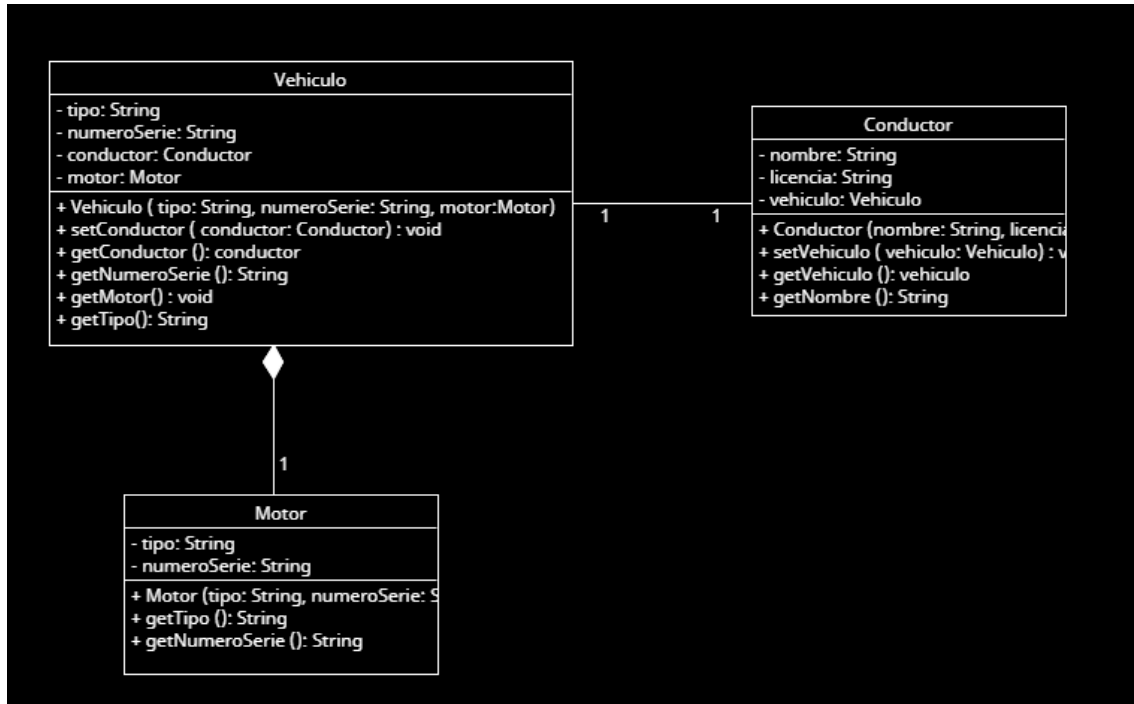 Vehiculo
- tipo: String
- numeroSerie: String
- conductor: Conductor
- motor: Motor
+ Vehiculo ( tipo: String, numeroSerie: String, motor:Motor)
+ setConductor ( conductor: Conductor) : void
+ getConductor (): conductor
+ getNumeroSerie (): String
+ getMotor() : void
+ getTipo(): String
1
1
Conductor
- nombre: String
- licencia: String
- vehiculo: Vehiculo
+ Conductor (nombre: String, licencia
+ setVehiculo ( vehiculo: Vehiculo) : v
+ getVehiculo (): vehiculo
+ getNombre (): String
1
Motor
- tipo: String
- numeroSerie: String
+ Motor (tipo: String, numeroSerie: S
+ getTipo (): String
+ getNumeroSerie (): String